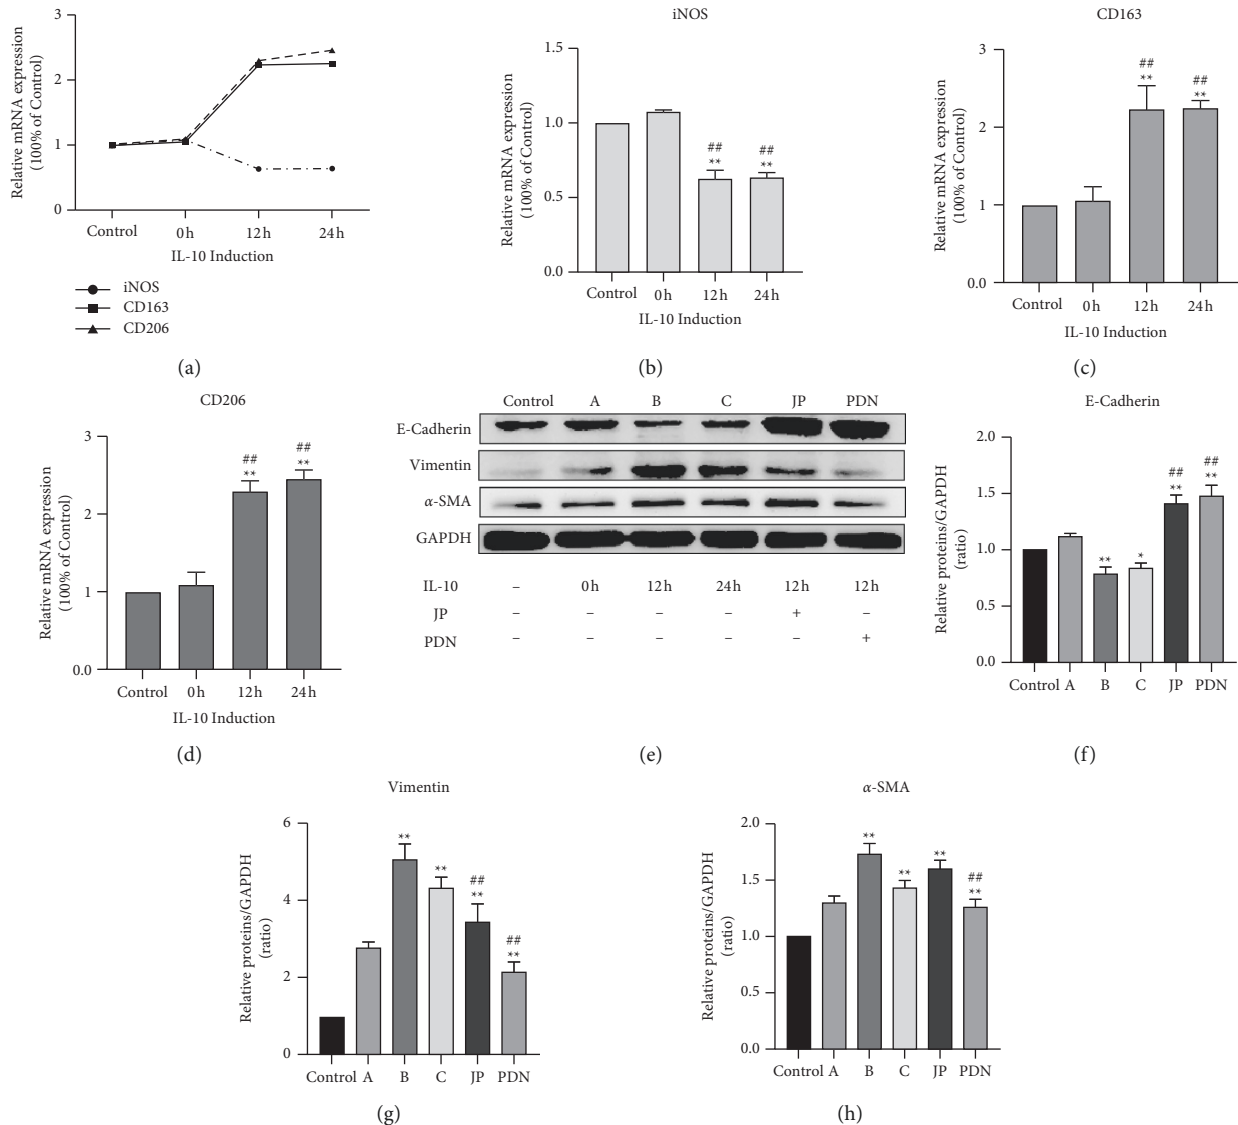 3
2
1
0
Relative mRNA expression
(100% of Control)
Control 0h 12h 24h
IL-10 Induction
iNOS
CD163
CD206
(a)
iNOS
1.5
1.0
0.5
0.0
Relative mRNA expression
(100% of Control)
##
**
##
**
Control 0h 12h 24h
IL-10 Induction
(b)
CD163
3
2
1
0.0
Relative mRNA expression
(100% of Control)
##
**
##
**
Control 0h 12h 24h
IL-10 Induction
(c)
CD206
3
2
1
0.0
Relative mRNA expression
(100% of Control)
##
**
##
**
Control 0h 12h 24h
IL-10 Induction
(d)
Control A B C JP PDN
E-Cadherin
Vimentin
α-SMA
GAPDH
IL-10 – 0h 12h 24h 12h 12h
JP – – – – + –
PDN – – – – – +
(e)
E-Cadherin
2.0
1.5
1.0
0.5
0.0
Relative proteins/GAPDH
(ratio)
**
*
##
**
##
**
Control A B C JP PDN
(f)
Vimentin
6
4
2
0
Relative proteins/GAPDH
(ratio)
**
**
##
**
##
**
Control A B C JP PDN
(g)
α-SMA
2.0
1.5
1.0
0.5
0.0
Relative proteins/GAPDH
(ratio)
**
**
**
##
**
Control A B C JP PDN
(h)